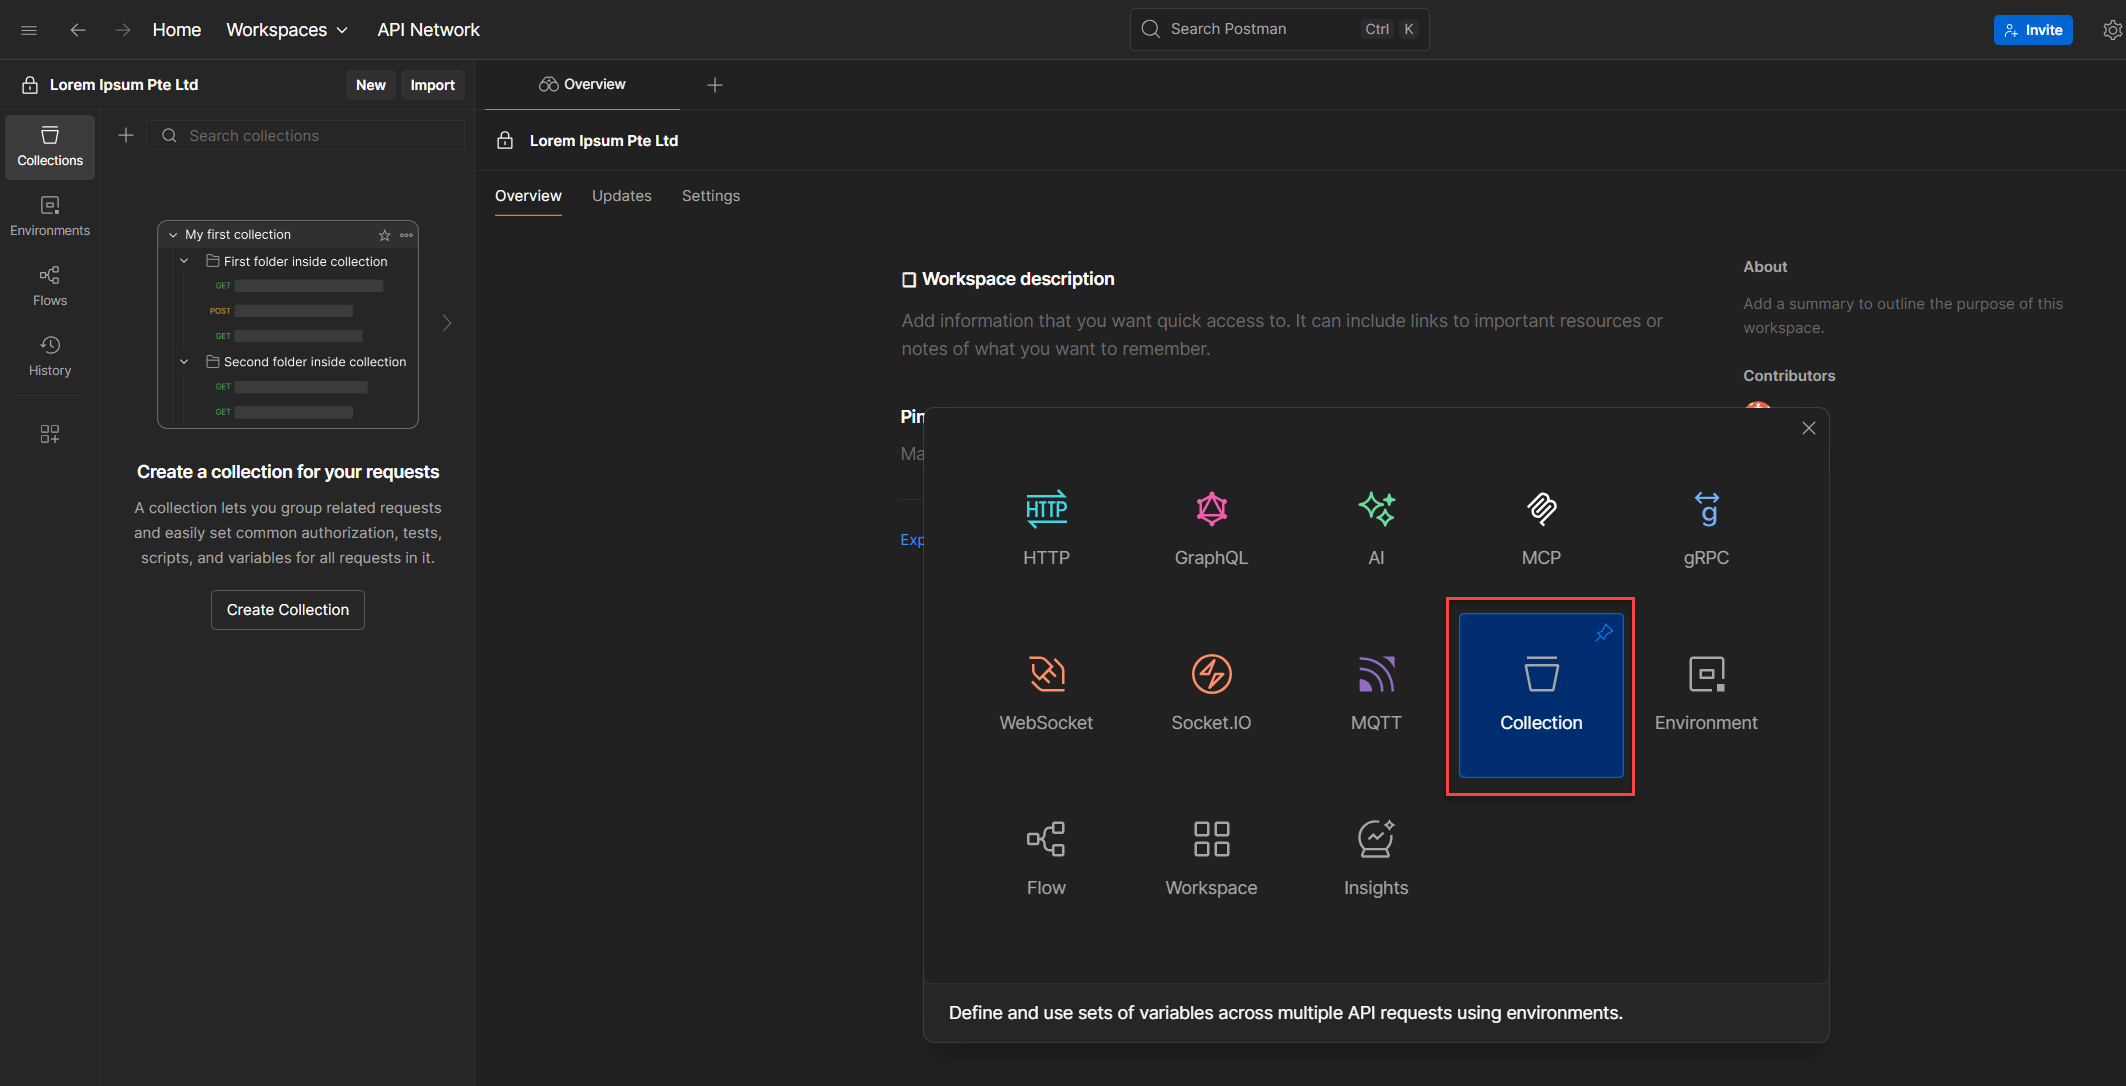 Home Workspaces API Network Search Postman Ctrl K Invite
Lorem Ipsum Pte Ltd New Import Overview
Collections
Search collections
Lorem Ipsum Pte Ltd
Overview Updates Settings
Environments
Flows
History
My first collection
First folder inside collection
GET
POST
GET
Second folder inside collection
GET
GET
Create a collection for your requests
A collection lets you group related requests
and easily set common authorization, tests,
scripts, and variables for all requests in it.
Create Collection
Workspace description
Add information that you want quick access to. It can include links to important resources or
notes of what you want to remember.
About
Add a summary to outline the purpose of this
workspace.
Contributors
Pin
Ma
Exp
HTTP
HTTP GraphQL AI MCP gRPC
WebSocket Socket.IO MQTT Collection Environment
Flow Workspace Insights
Define and use sets of variables across multiple API requests using environments.